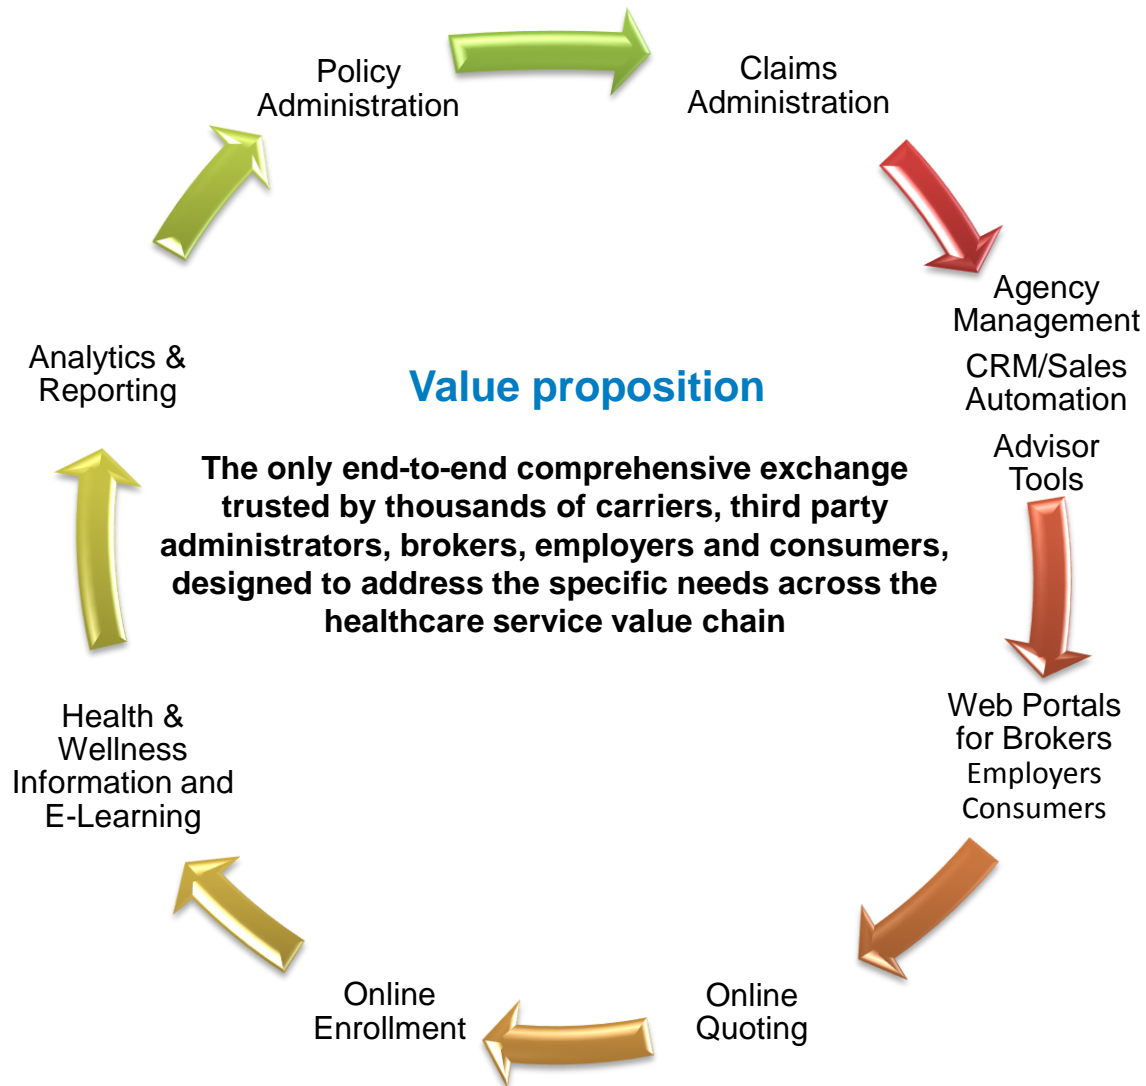 Policy
Administration
Claims
Administration
Agency
Management
CRM/Sales
Automation
Advisor
Tools
Web Portals
for Brokers
Employers
Consumers
Online
Quoting
Online
Enrollment
Health &
Wellness
Information and
E-Learning
Analytics &
Reporting
Value proposition
The only end-to-end comprehensive exchange
trusted by thousands of carriers, third party
administrators, brokers, employers and consumers,
designed to address the specific needs across the
healthcare service value chain